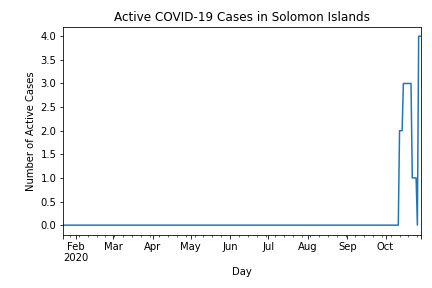 Active COVID-19 Cases in Solomon Islands
Number of Active Cases
4.0
3.5
3.0
2.5
2.0
1.5
1.0
0.5
0.0
Feb Mar Apr May Jun Jul Aug Sep Oct
2020
Day